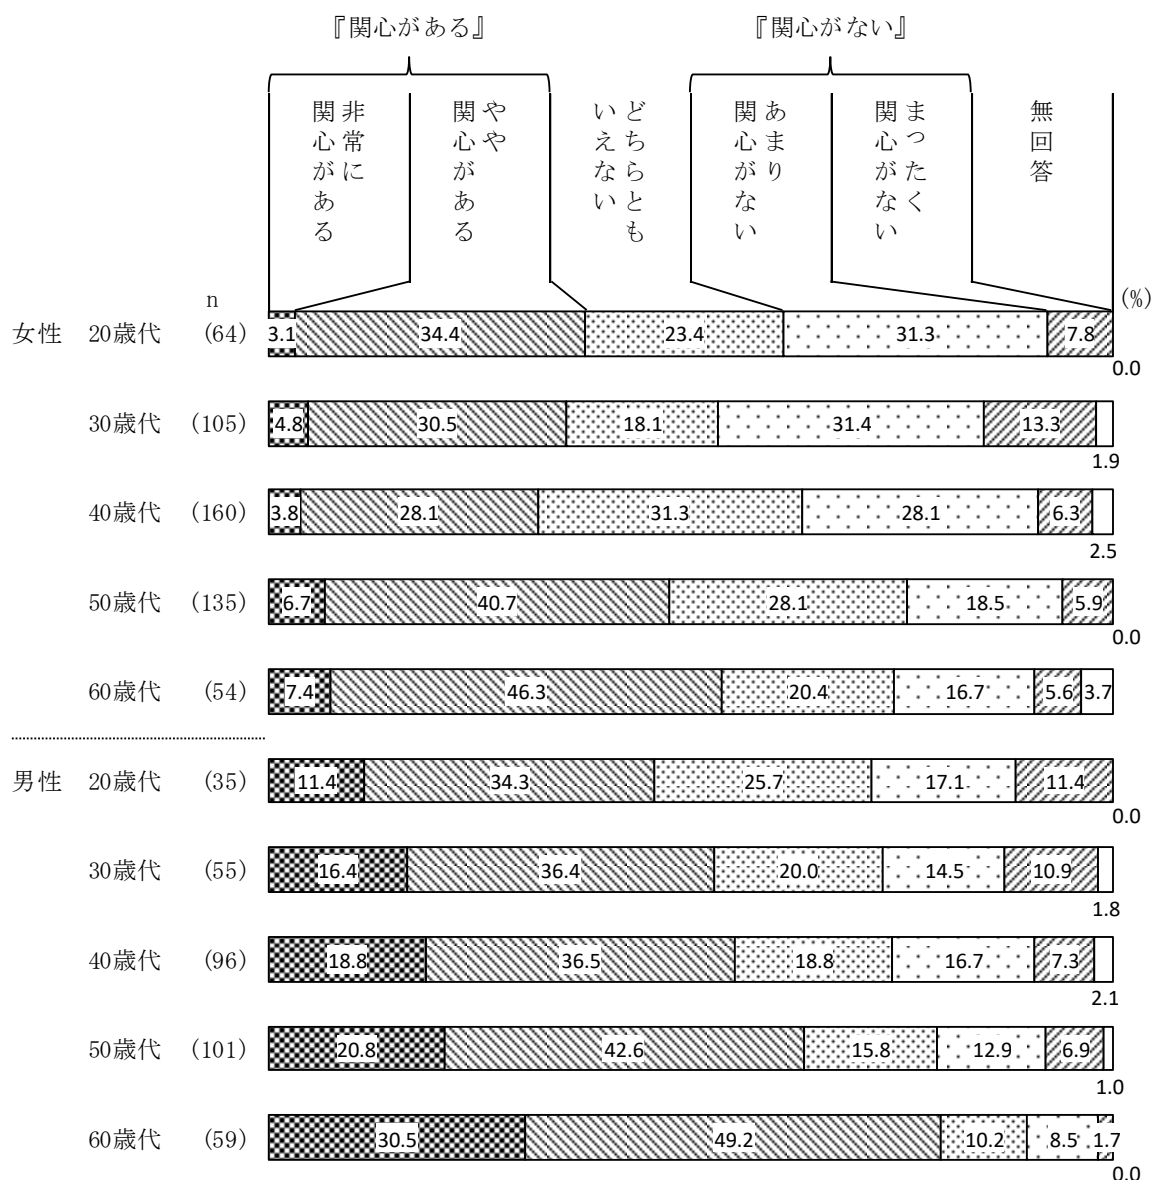 『関心がある』
『関心がない』
非常に
関心がある
やや
関心がある
どちらとも
いえない
あまり
関心がない
まったく
関心がない
無回答
n
(%)
女性 20歳代 (64) 3.1 34.4 23.4 31.3 7.8
0.0
30歳代 (105) 4.8 30.5 18.1 31.4 13.3
1.9
40歳代 (160) 3.8 28.1 31.3 28.1 6.3
2.5
50歳代 (135) 6.7 40.7 28.1 18.5 5.9
0.0
60歳代 (54) 7.4 46.3 20.4 16.7 5.6 3.7
男性 20歳代 (35) 11.4 34.3 25.7 17.1 11.4
0.0
30歳代 (55) 16.4 36.4 20.0 14.5 10.9
1.8
40歳代 (96) 18.8 36.5 18.8 16.7 7.3
2.1
50歳代 (101) 20.8 42.6 15.8 12.9 6.9
1.0
60歳代 (59) 30.5 49.2 10.2 8.5 1.7
0.0